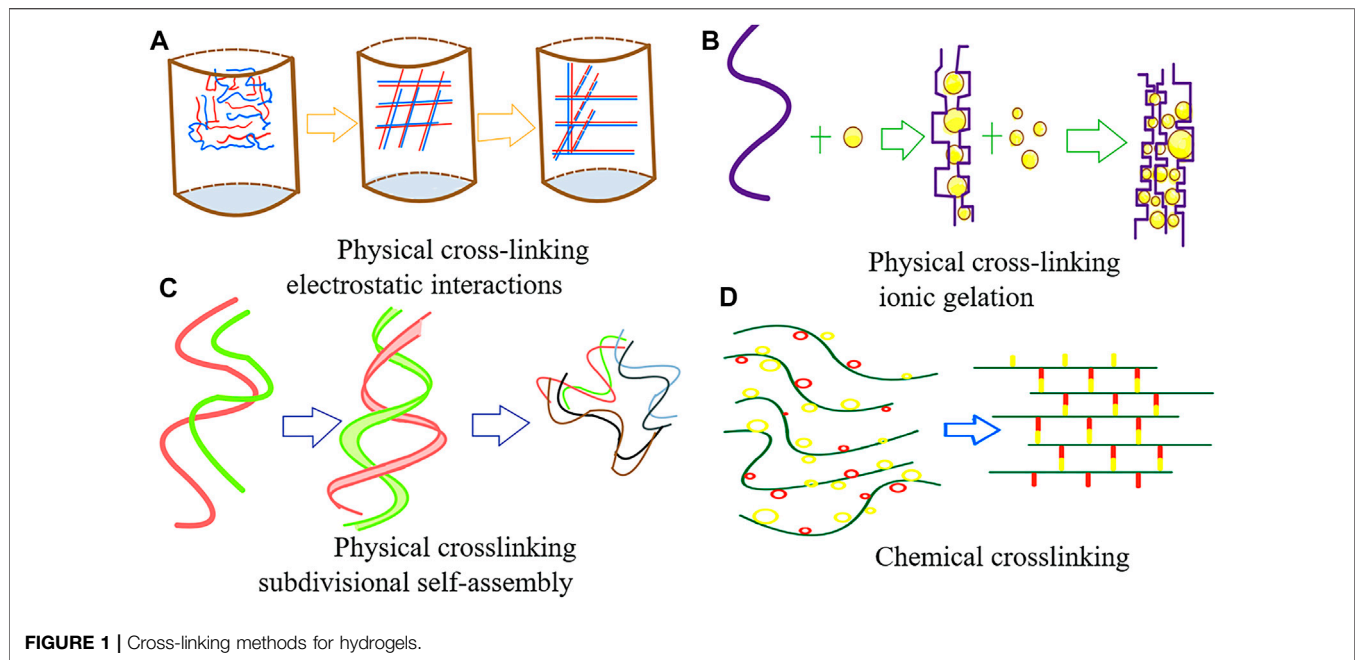 A
B
Physical cross-linking
electrostatic interactions
Physical cross-linking
ionic gelation
C
D
Physical crosslinking
subdivisional self-assembly
Chemical crosslinking
FIGURE 1 | Cross-linking methods for hydrogels.